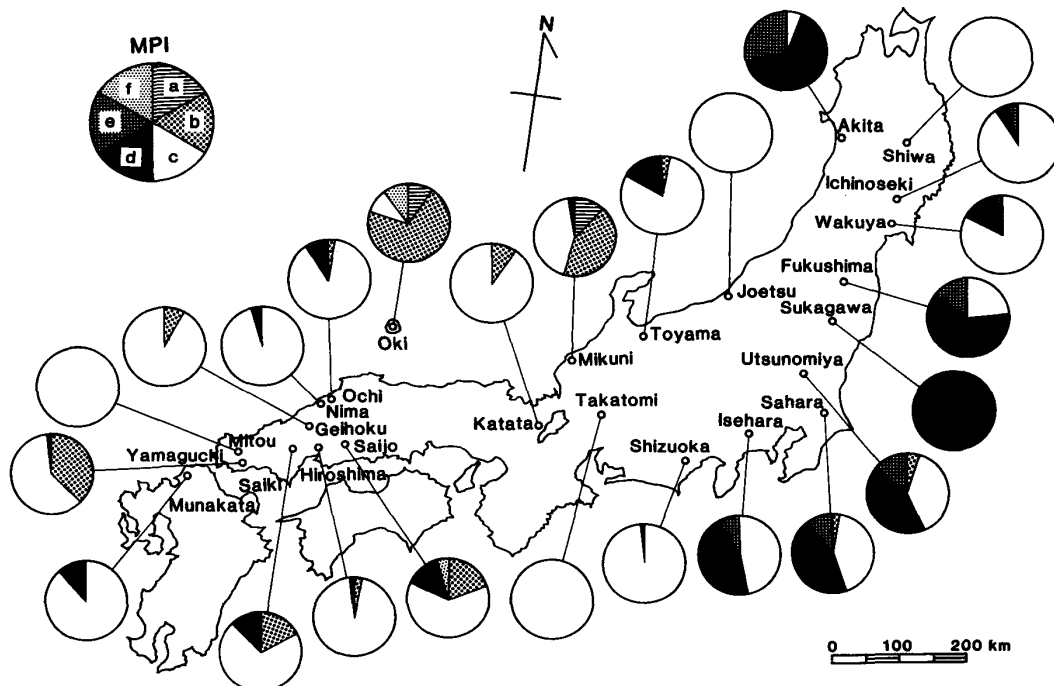 N
MPI
f a
e b
d c
Akita
Shiwa
Ichinoseki
Wakuya
Fukushima
Sukagawa
Joetsu
Toyama
Oki
Mikuni
Utsunomiya
Sahara
Isehara
Takatomi
Katata
Shizuoka
Ochi
Nima
Geihoku
Saijo
Mitou
Yamaguchi
Hiroshima
Saiki
Munakata
0 100 200 km